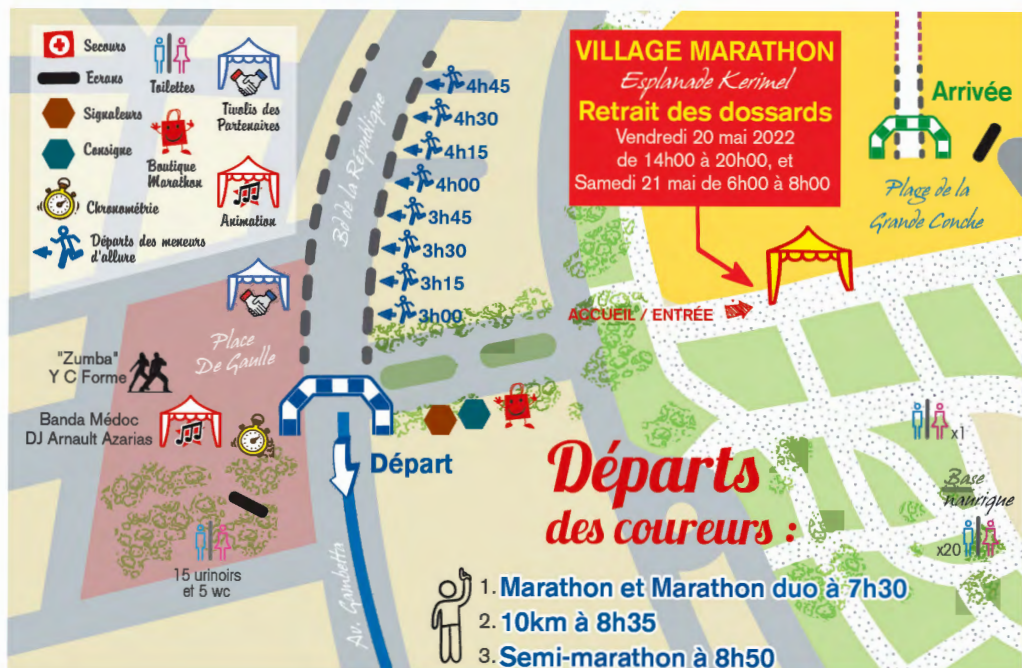 Secours
Ecrans
Signaleurs
Consigne
Chronométrie
Départs des meneurs
d'allure
Toilettes
Boutique
Marathon
Tivolis des
Partenaires
Animation
Bd de la République
4h45
4h30
4h15
4h00
3h45
3h30
3h15
3h00
VILLAGE MARATHON
Esplanade Kerimel
Retrait des dossards
Vendredi 20 mai 2022
de 14h00 à 20h00, et
Samedi 21 mai de 6h00 à 8h00
Arrivée
Plage de la
Grande Conche
ACCUEIL / ENTRÉE
Place
De Gaulle
"Zumba"
Y C Forme
Banda Médoc
DJ Arnault Azarias
15 urinoirs
et 5 wc
Départ
Av. Gambetta
x1
Base
naurique
x20
Départs
des coureurs :
1. Marathon et Marathon duo à 7h30
2. 10km à 8h35
3. Semi-marathon à 8h50